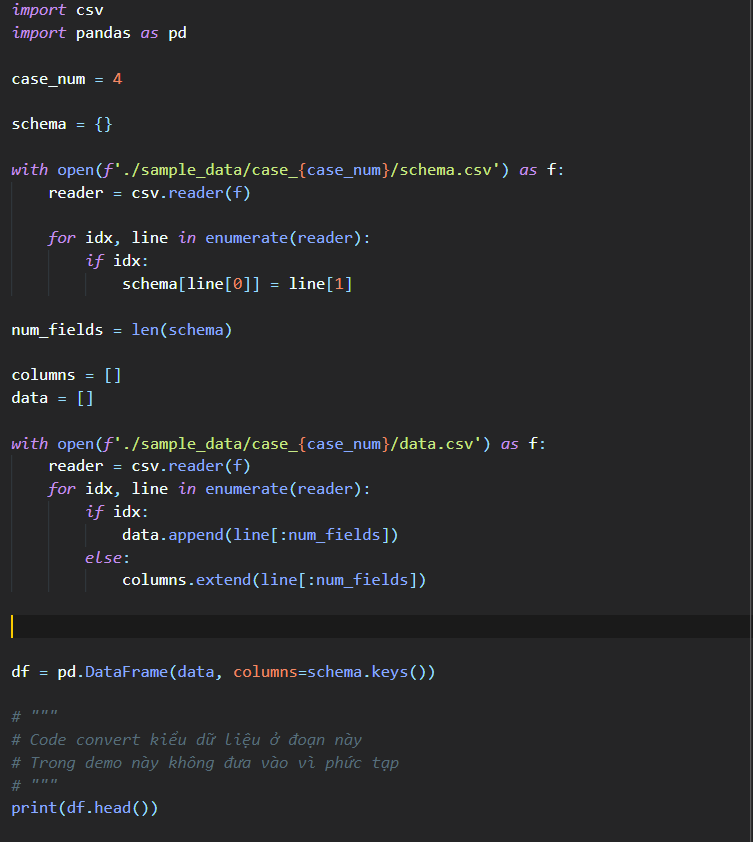 import csv
import pandas as pd
case_num = 4
schema = {}
with open(f'./sample_data/case_{case_num}/schema.csv') as f:
reader = csv.reader(f)
for idx, line in enumerate(reader):
if idx:
schema[line[0]] = line[1]
num_fields = len(schema)
columns = []
data = []
with open(f'./sample_data/case_{case_num}/data.csv') as f:
reader = csv.reader(f)
for idx, line in enumerate(reader):
if idx:
data.append(line[:num_fields])
else:
columns.extend(line[:num_fields])
df = pd.DataFrame(data, columns=schema.keys())
# """
# Code convert kiểu dữ liệu ở đoạn này
# Trong demo này không đưa vào vì phức tạp
# """
print(df.head())